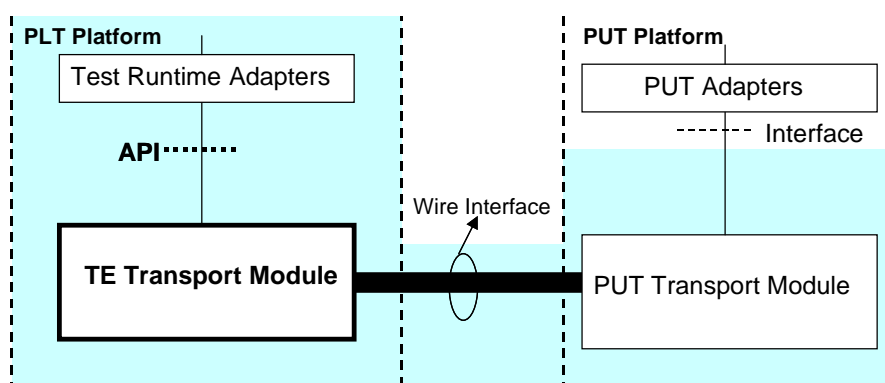 PLT Platform
PUT Platform
Test Runtime Adapters
PUT Adapters
API
Interface
Wire Interface
TE Transport Module
PUT Transport Module